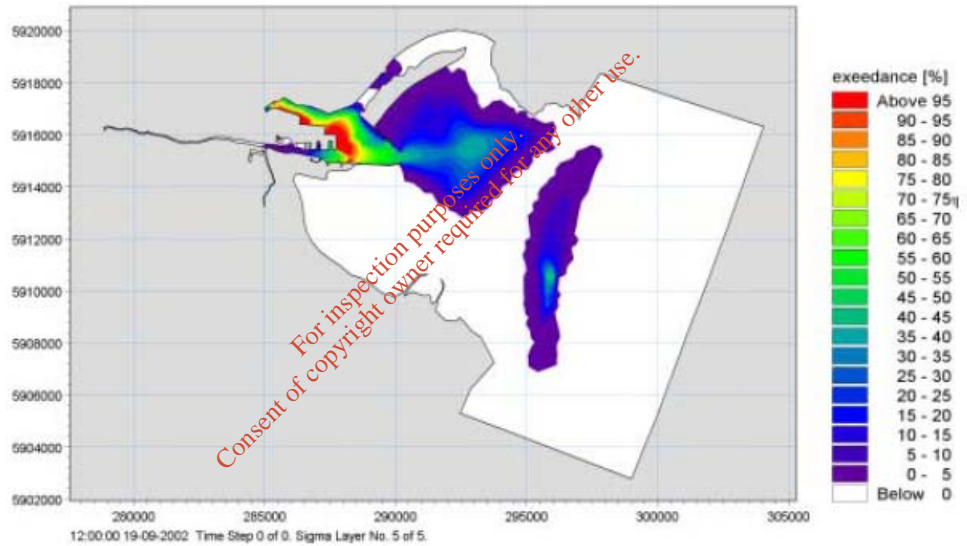 5920000
5918000
5916000
5914000
5912000
5910000
5908000
5906000
5904000
5902000
280000
285000
290000
295000
300000
305000
12:00:00 19-09-2002 Time Step 0 of 0. Sigma Layer No. 5 of 5.
For inspection purposes only.
Consent of copyright owner required for any other use.
exeedance [%]
Above 95
90 - 95
85 - 90
80 - 85
75 - 80
70 - 75
65 - 70
60 - 65
55 - 60
50 - 55
45 - 50
40 - 45
35 - 40
30 - 35
25 - 30
20 - 25
15 - 20
10 - 15
5 - 10
0 - 5
Below 0